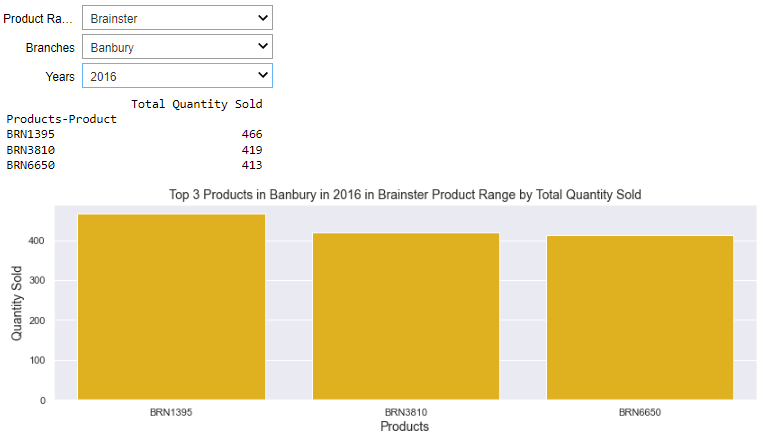 Product Ra... Brainster
Branches Banbury
Years 2016
Total Quantity Sold
Products-Product
BRN1395 466
BRN3810 419
BRN6650 413
Top 3 Products in Banbury in 2016 in Brainster Product Range by Total Quantity Sold
Quantity Sold
400
300
200
100
0
BRN1395 BRN3810 BRN6650
Products